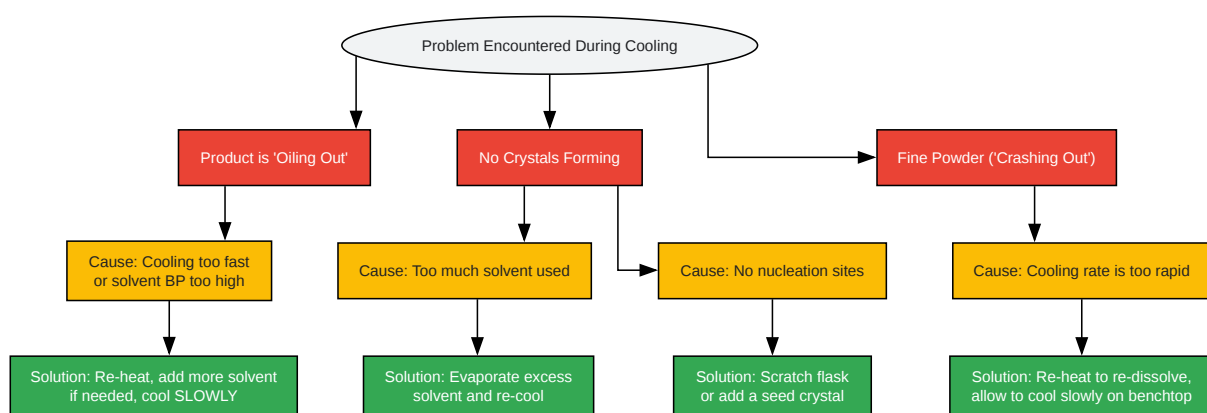 Problem Encountered During Cooling
Product is 'Oiling Out'
No Crystals Forming
Fine Powder ('Crashing Out')
Cause: Cooling too fast
or solvent BP too high
Cause: Too much solvent used
Cause: No nucleation sites
Cause: Cooling rate is too rapid
Solution: Re-heat, add more solvent
if needed, cool SLOWLY
Solution: Evaporate excess
solvent and re-cool
Solution: Scratch flask
or add a seed crystal
Solution: Re-heat to re-dissolve,
allow to cool slowly on benchtop